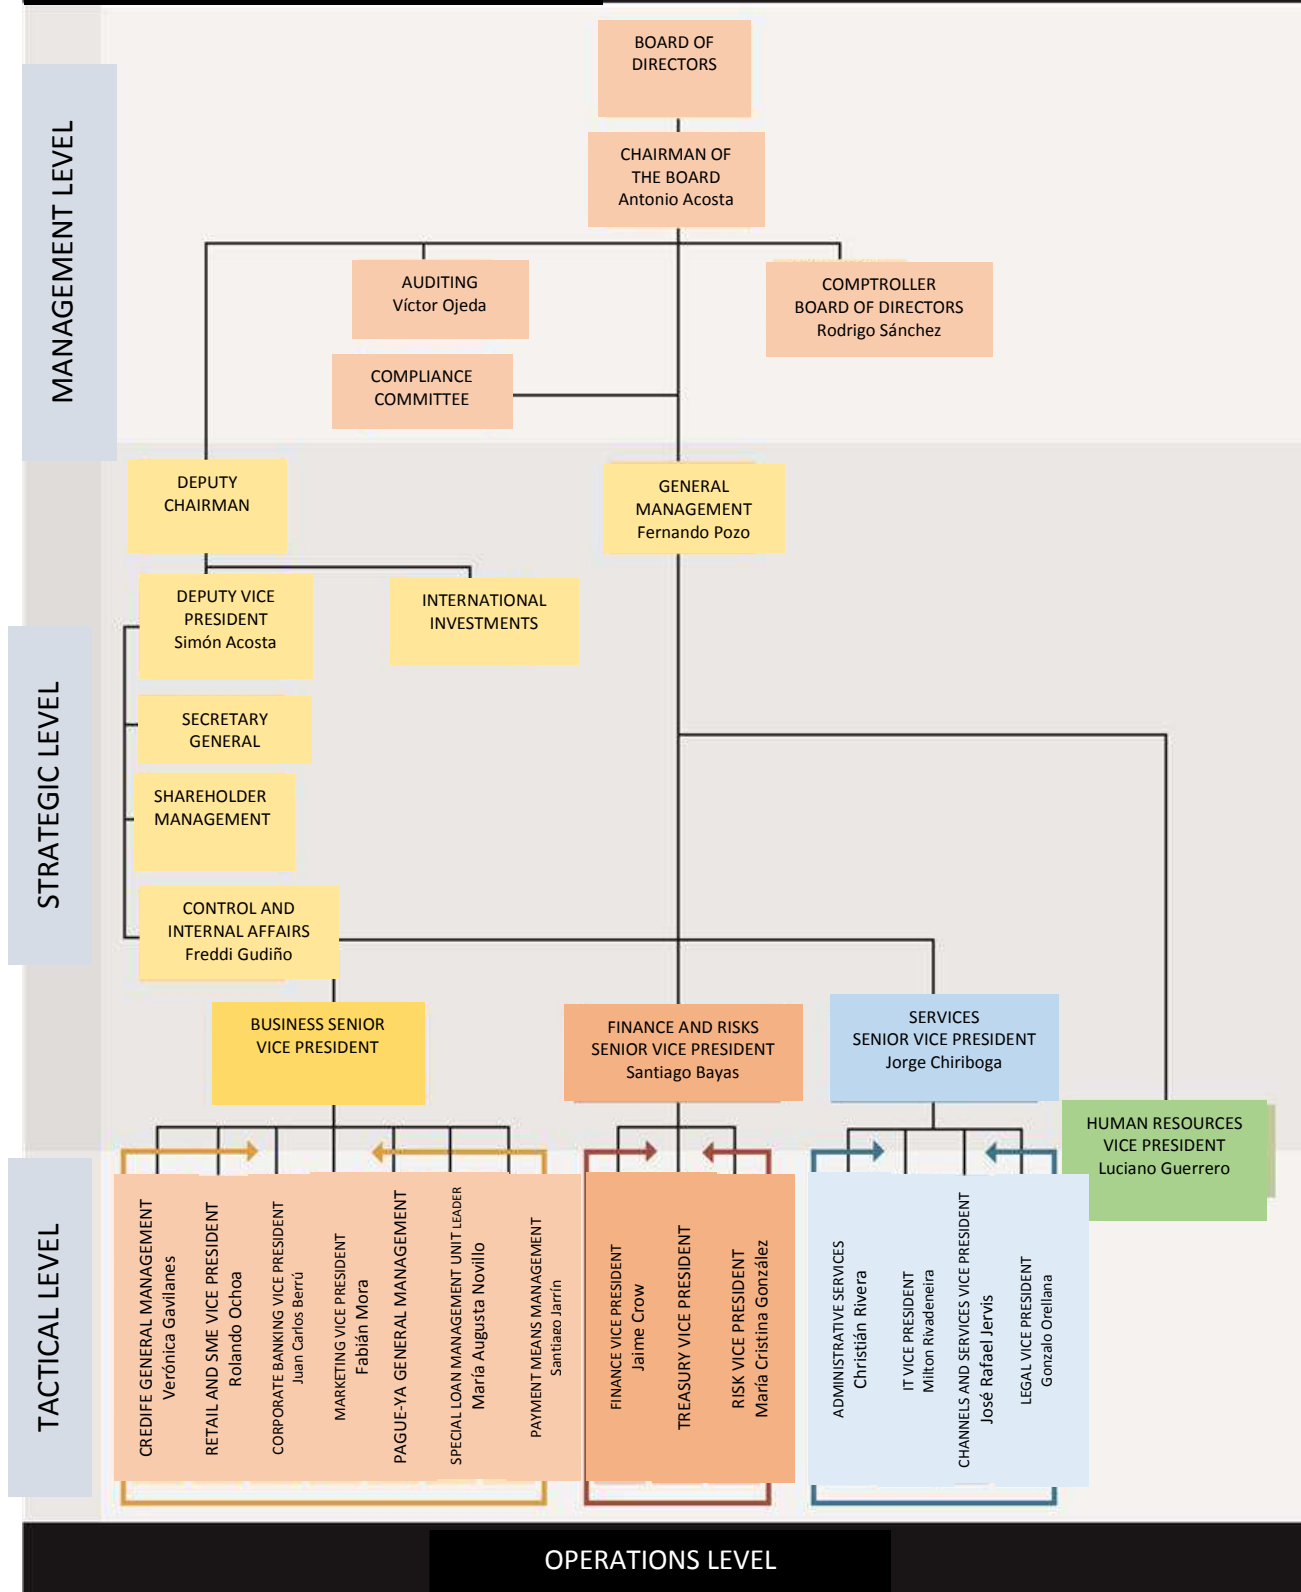 MANAGEMENT LEVEL
BOARD OF
DIRECTORS
CHAIRMAN OF
THE BOARD
Antonio Acosta
AUDITING
Víctor Ojeda
COMPTROLLER
BOARD OF DIRECTORS
Rodrigo Sánchez
COMPLIANCE
COMMITTEE
STRATEGIC LEVEL
DEPUTY
CHAIRMAN
GENERAL
MANAGEMENT
Fernando Pozo
DEPUTY VICE
PRESIDENT
Simón Acosta
INTERNATIONAL
INVESTMENTS
SECRETARY
GENERAL
SHAREHOLDER
MANAGEMENT
CONTROL AND
INTERNAL AFFAIRS
Freddi Gudiño
BUSINESS SENIOR
VICE PRESIDENT
FINANCE AND RISKS
SENIOR VICE PRESIDENT
Santiago Bayas
SERVICES
SENIOR VICE PRESIDENT
Jorge Chiriboga
HUMAN RESOURCES
VICE PRESIDENT
Luciano Guerrero
TACTICAL LEVEL
CREDIFE GENERAL MANAGEMENT
Verónica Gavilanes
RETAIL AND SME VICE PRESIDENT
Rolando Ochoa
CORPORATE BANKING VICE PRESIDENT
Juan Carlos Berrú
MARKETING VICE PRESIDENT
Fabián Mora
PAGUE-YA GENERAL MANAGEMENT
SPECIAL LOAN MANAGEMENT UNIT LEADER
María Augusta Novillo
PAYMENT MEANS MANAGEMENT
Santiago Jarrín
FINANCE VICE PRESIDENT
Jaime Crow
TREASURY VICE PRESIDENT
RISK VICE PRESIDENT
María Cristina González
ADMINISTRATIVE SERVICES
Christián Rivera
IT VICE PRESIDENT
Milton Rivadeneira
CHANNELS AND SERVICES VICE PRESIDENT
José Rafael Jervis
LEGAL VICE PRESIDENT
Gonzalo Orellana
OPERATIONS LEVEL